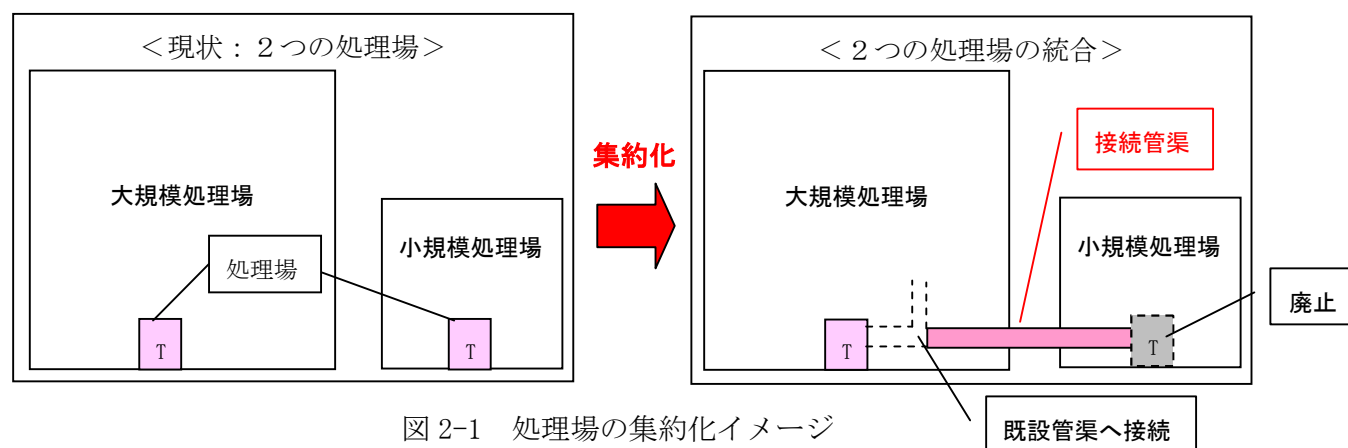 ＜現状：２つの処理場＞
大規模処理場
小規模処理場
処理場
T
T
集約化
＜２つの処理場の統合＞
接続管渠
大規模処理場
小規模処理場
廃止
T
T
既設管渠へ接続
図 2-1　処理場の集約化イメージ